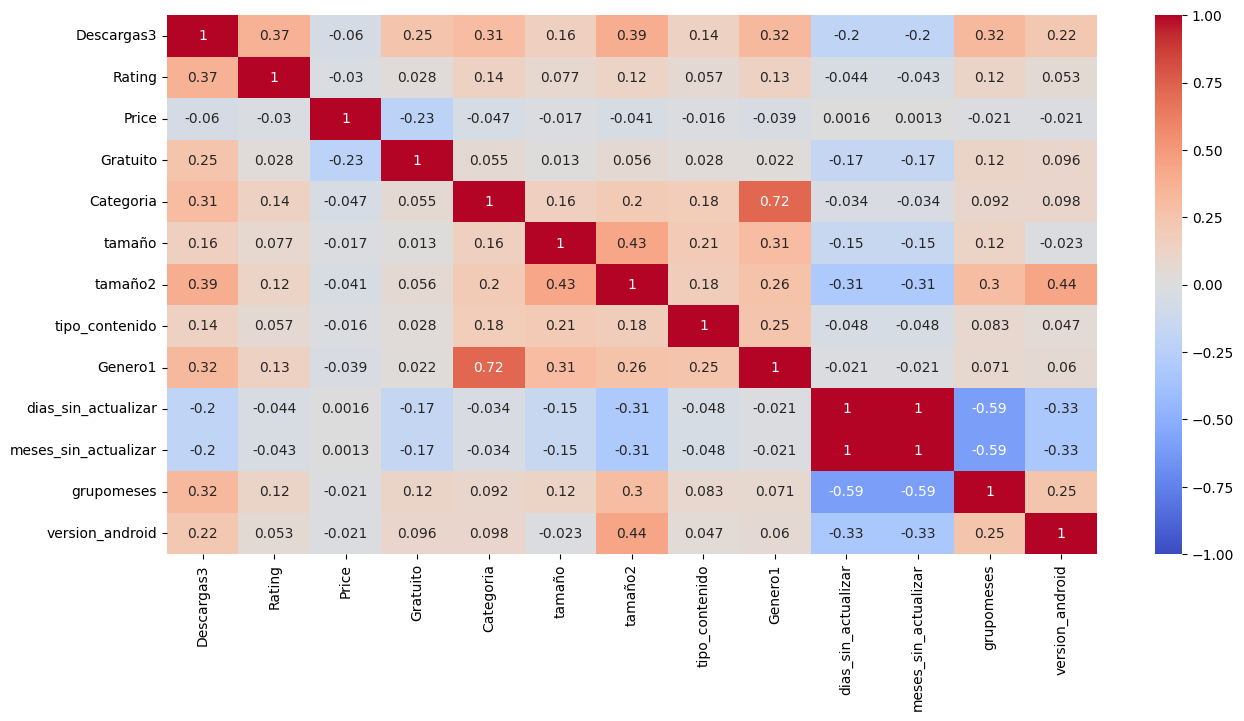 Descargas3 1 0.37 -0.06 0.25 0.31 0.16 0.39 0.14 0.32 -0.2 -0.2 0.32 0.22
Rating 0.37 1 -0.03 0.028 0.14 0.077 0.12 0.057 0.13 -0.044 -0.043 0.12 0.053
Price -0.06 -0.03 1 -0.23 -0.047 -0.017 -0.041 -0.016 -0.039 0.0016 0.0013 -0.021 -0.021
Gratuito 0.25 0.028 -0.23 1 0.055 0.013 0.056 0.028 0.022 -0.17 -0.17 0.12 0.096
Categoria 0.31 0.14 -0.047 0.055 1 0.16 0.2 0.18 0.72 -0.034 -0.034 0.092 0.098
tamaño 0.16 0.077 -0.017 0.013 0.16 1 0.43 0.21 0.31 -0.15 -0.15 0.12 -0.023
tamaño2 0.39 0.12 -0.041 0.056 0.2 0.43 1 0.18 0.26 -0.31 -0.31 0.3 0.44
tipo_contenido 0.14 0.057 -0.016 0.028 0.18 0.21 0.18 1 0.25 -0.048 -0.048 0.083 0.047
Genero1 0.32 0.13 -0.039 0.022 0.72 0.31 0.26 0.25 1 -0.021 -0.021 0.071 0.06
dias_sin_actualizar -0.2 -0.044 0.0016 -0.17 -0.034 -0.15 -0.31 -0.048 -0.021 1 1 -0.59 -0.33
meses_sin_actualizar -0.2 -0.043 0.0013 -0.17 -0.034 -0.15 -0.31 -0.048 -0.021 1 1 -0.59 -0.33
grupomeses 0.32 0.12 -0.021 0.12 0.092 0.12 0.3 0.083 0.071 -0.59 -0.59 1 0.25
version_android 0.22 0.053 -0.021 0.096 0.098 -0.023 0.44 0.047 0.06 -0.33 -0.33 0.25 1
Descargas3
Rating
Price
Gratuito
Categoria
tamaño
tamaño2
tipo_contenido
Genero1
dias_sin_actualizar
meses_sin_actualizar
grupomeses
version_android
1.00
0.75
0.50
0.25
0.00
−0.25
−0.50
−0.75
−1.00